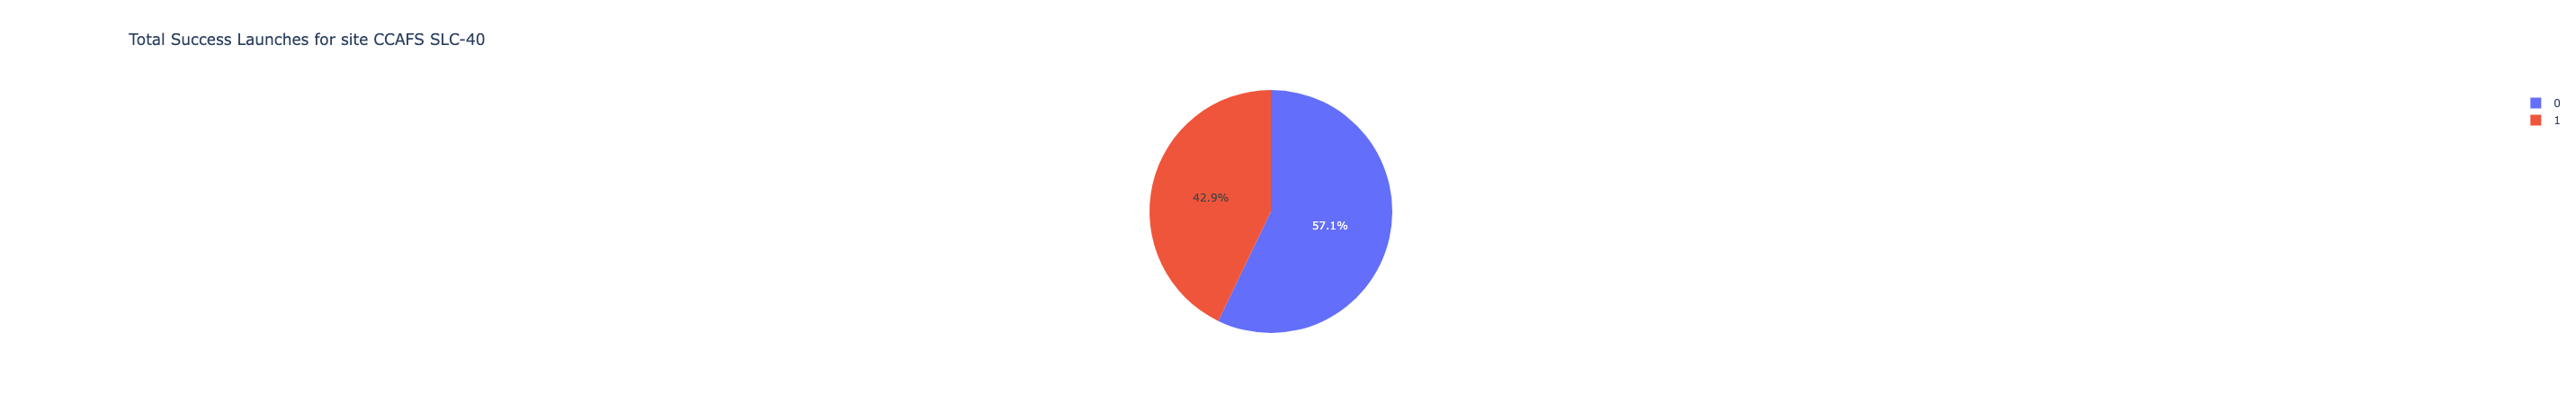 Total Success Launches for site CCAFS SLC-40
0
1
42.9%
57.1%